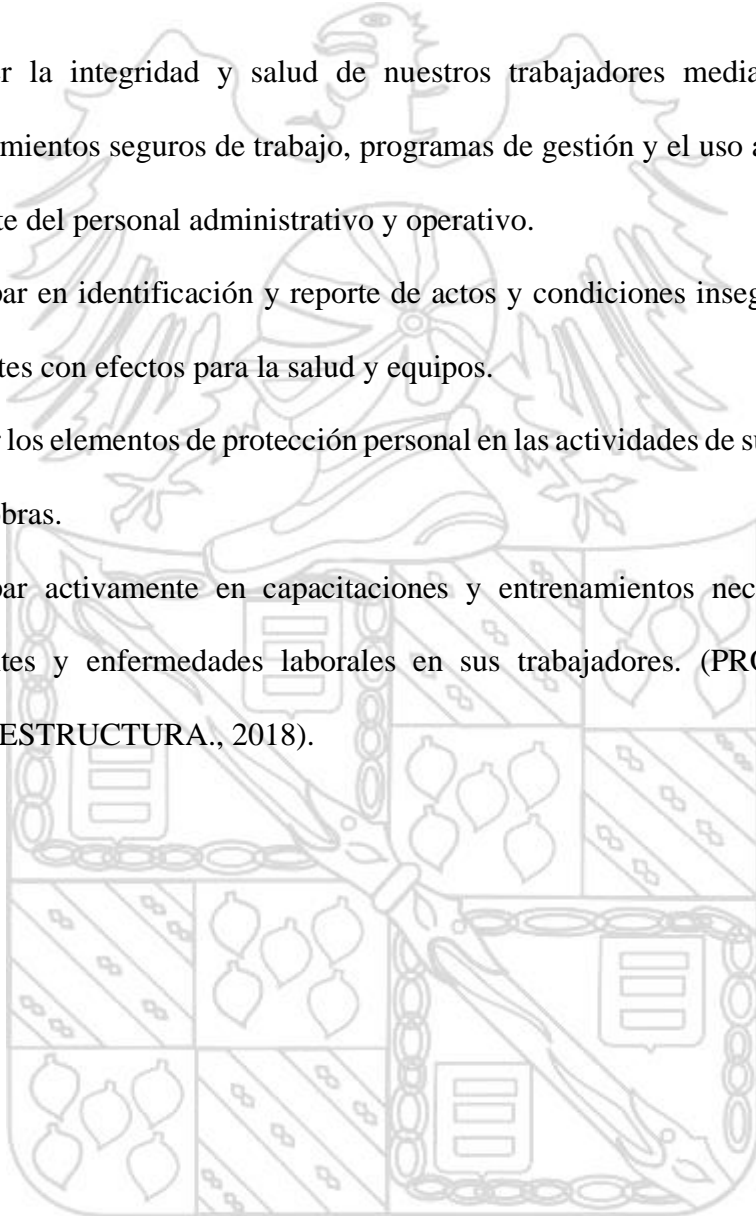 er la integridad y salud de nuestros trabajadores media
mientos seguros de trabajo, programas de gestión y el uso a
te del personal administrativo y operativo.
par en identificación y reporte de actos y condiciones inseg
tes con efectos para la salud y equipos.
r los elementos de protección personal en las actividades de su
obras.
par activamente en capacitaciones y entrenamientos nec
ntes y enfermedades laborales en sus trabajadores. (PRO
ESTRUCTURA., 2018).